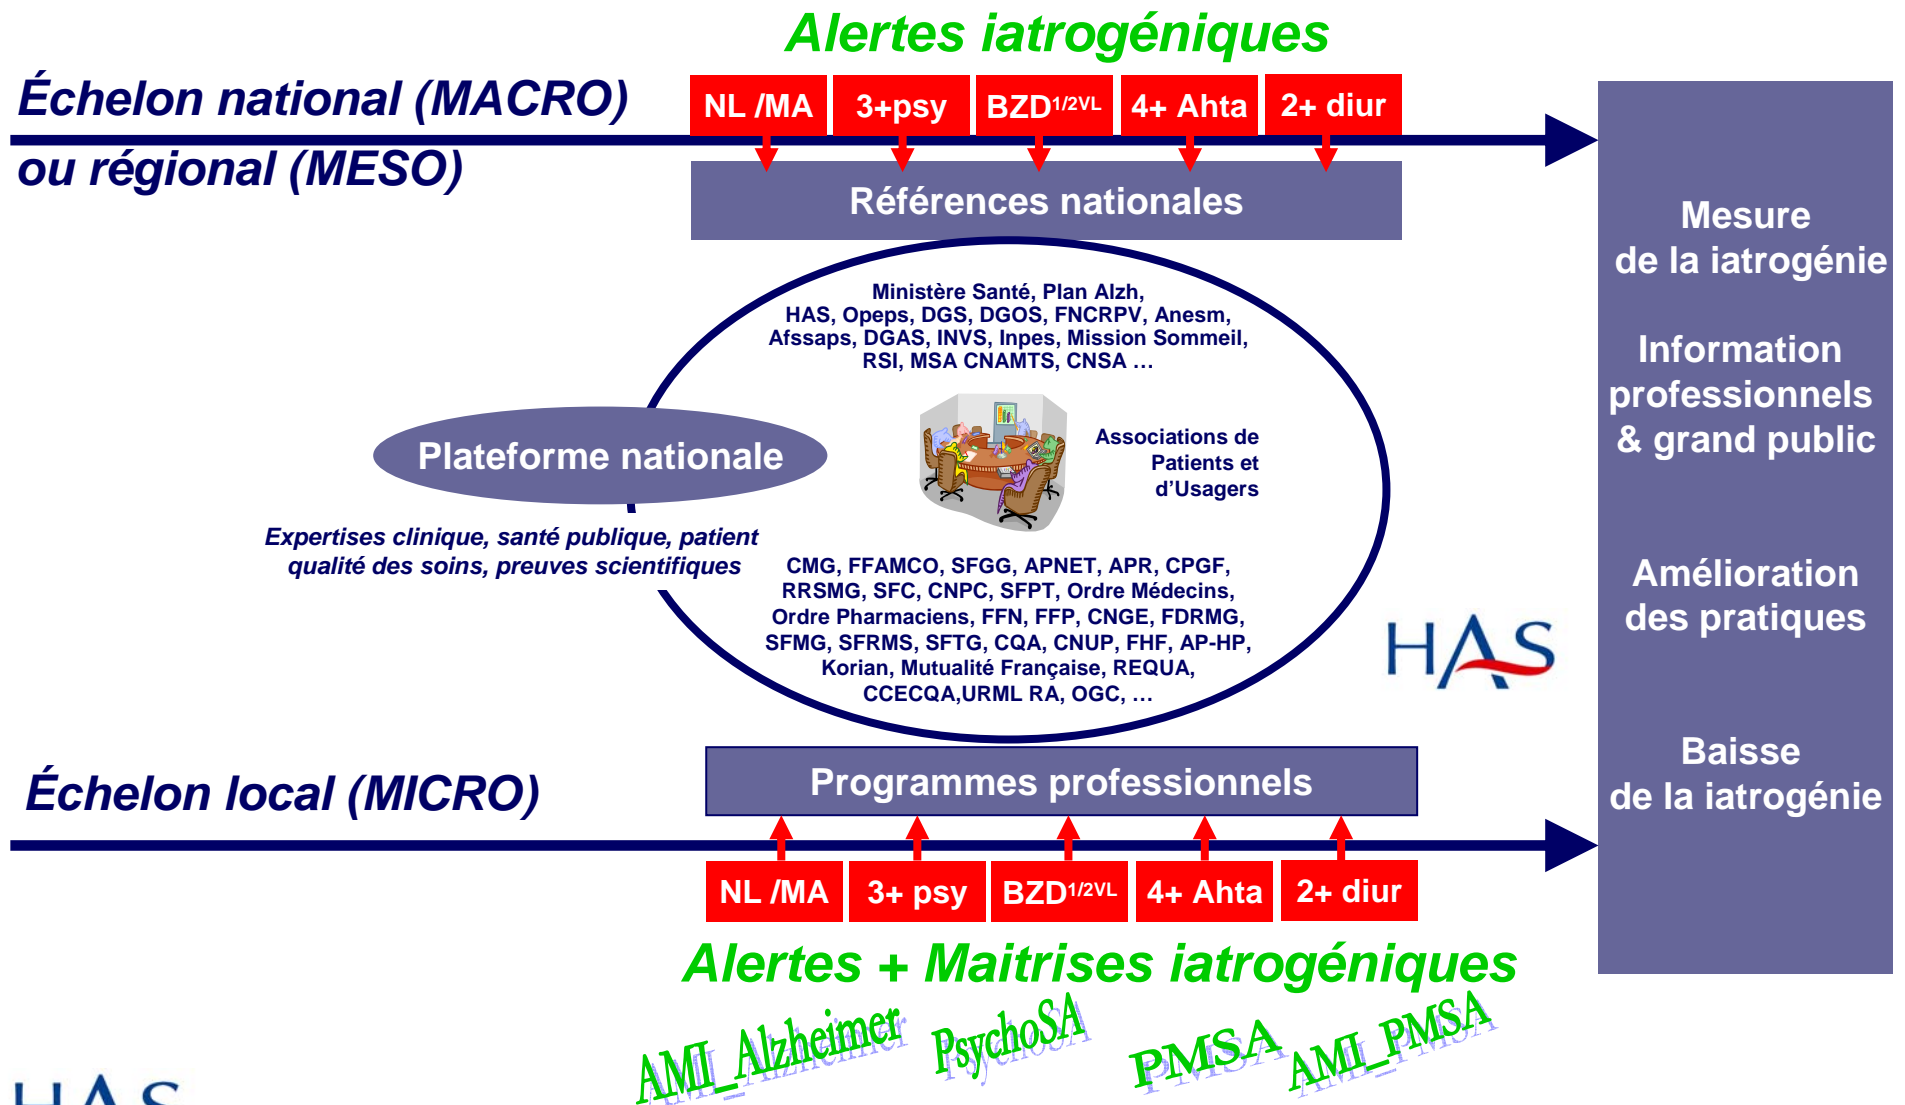 Alertes iatrogéniques
Échelon national (MACRO)
ou régional (MESO)
NL /MA
3+psy
BZD1/2VL
4+ Ahta
2+ diur
Références nationales
Ministère Santé, Plan Alzh,
HAS, Opeps, DGS, DGOS, FNCRPV, Anesm,
Afssaps, DGAS, INVS, Inpes, Mission Sommeil,
RSI, MSA CNAMTS, CNSA …
Plateforme nationale
Associations de
Patients et
d’Usagers
Expertises clinique, santé publique, patient
qualité des soins, preuves scientifiques
CMG, FFAMCO, SFGG, APNET, APR, CPGF,
RRSMG, SFC, CNPC, SFPT, Ordre Médecins,
Ordre Pharmaciens, FFN, FFP, CNGE, FDRMG,
SFMG, SFRMS, SFTG, CQA, CNUP, FHF, AP-HP,
Korian, Mutualité Française, REQUA,
CCECQA,URML RA, OGC, …
HAS
Mesure
de la iatrogénie
Information
professionnels
& grand public
Amélioration
des pratiques
Baisse
de la iatrogénie
Échelon local (MICRO)
Programmes professionnels
NL /MA
3+ psy
BZD1/2VL
4+ Ahta
2+ diur
Alertes + Maitrises iatrogéniques
AMI_Alzheimer
PsychoSA
PMSA
AMI_PMSA
HAS